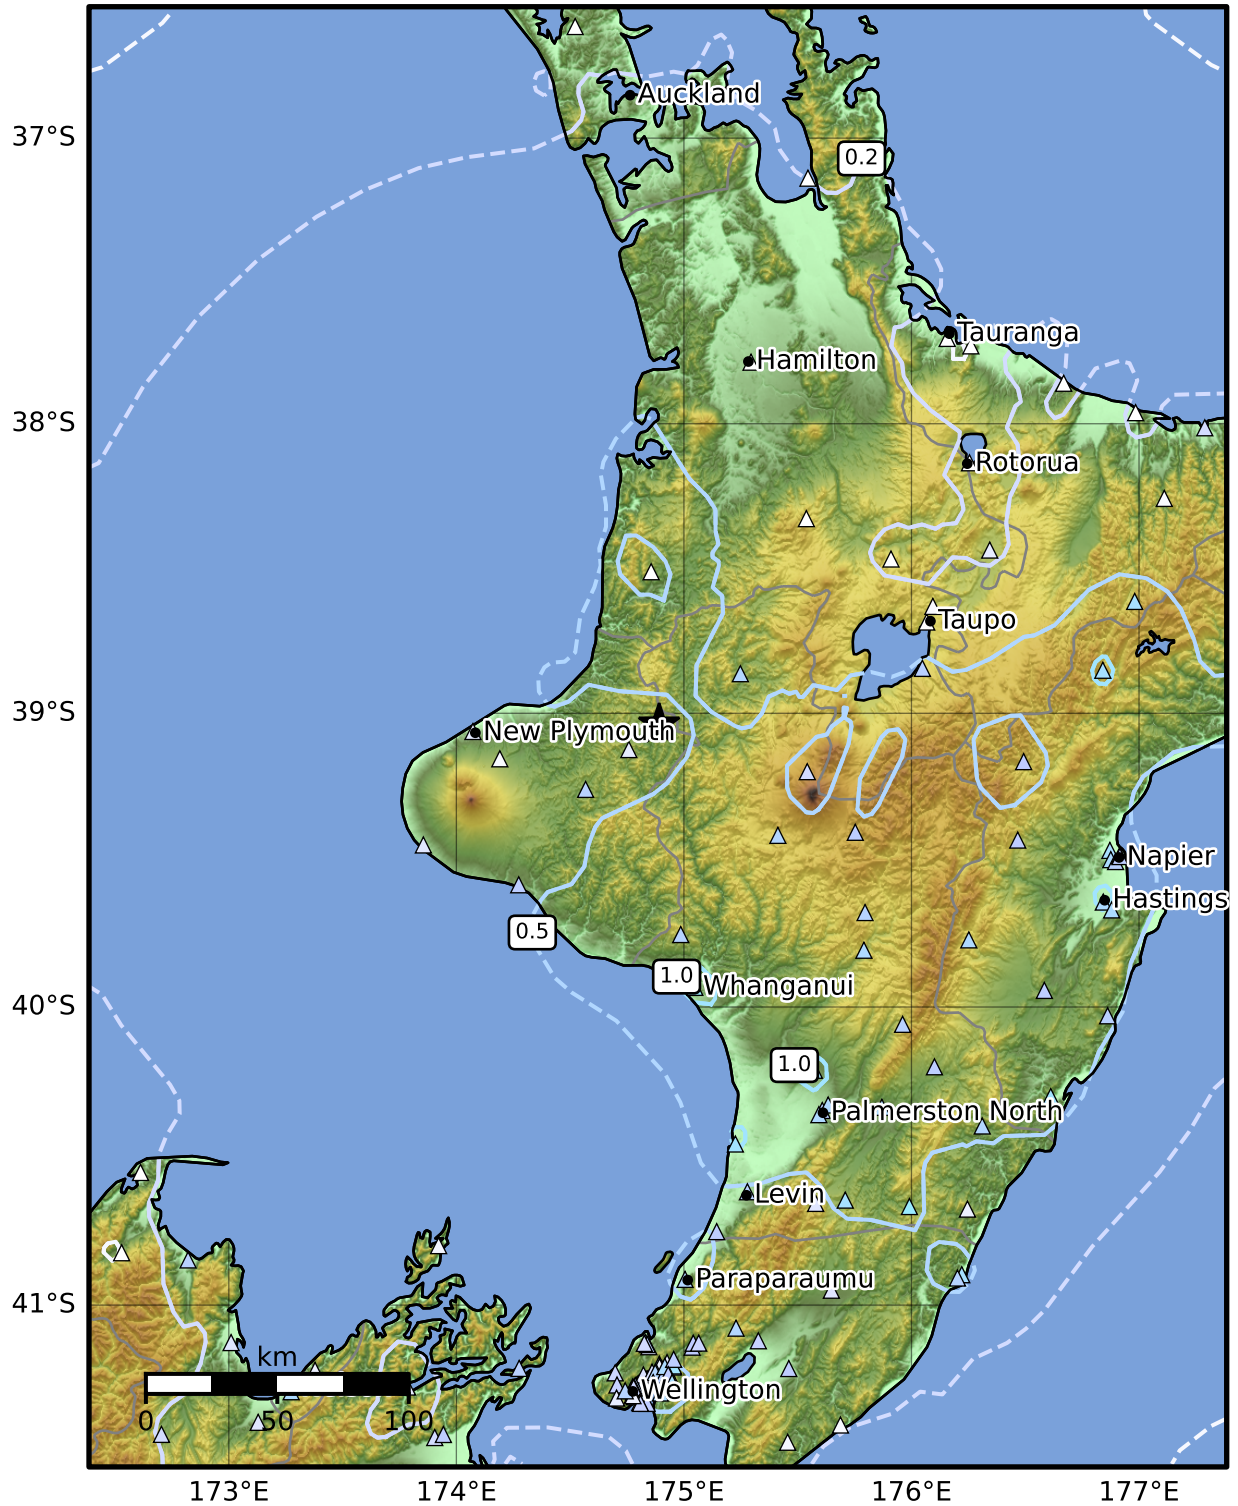 Auckland
37°S
0.2
Tauranga
Hamilton
38°S
Rotorua
Taupo
39°S
New Plymouth
Napier
Hastings
0.5
1.0
Whanganui
40°S
1.0
Palmerston North
Levin
Paraparaumu
41°S
km
Wellington
0 50 100
173°E 174°E 175°E 176°E 177°E